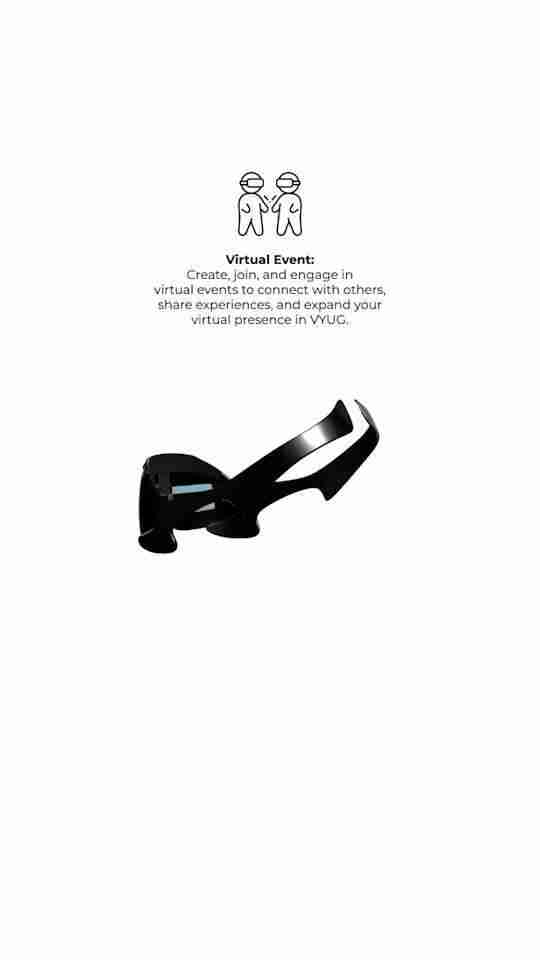 Virtual Event:
Create, join, and engage in
virtual events to connect with others,
share experiences, and expand your
virtual presence in VYUG.